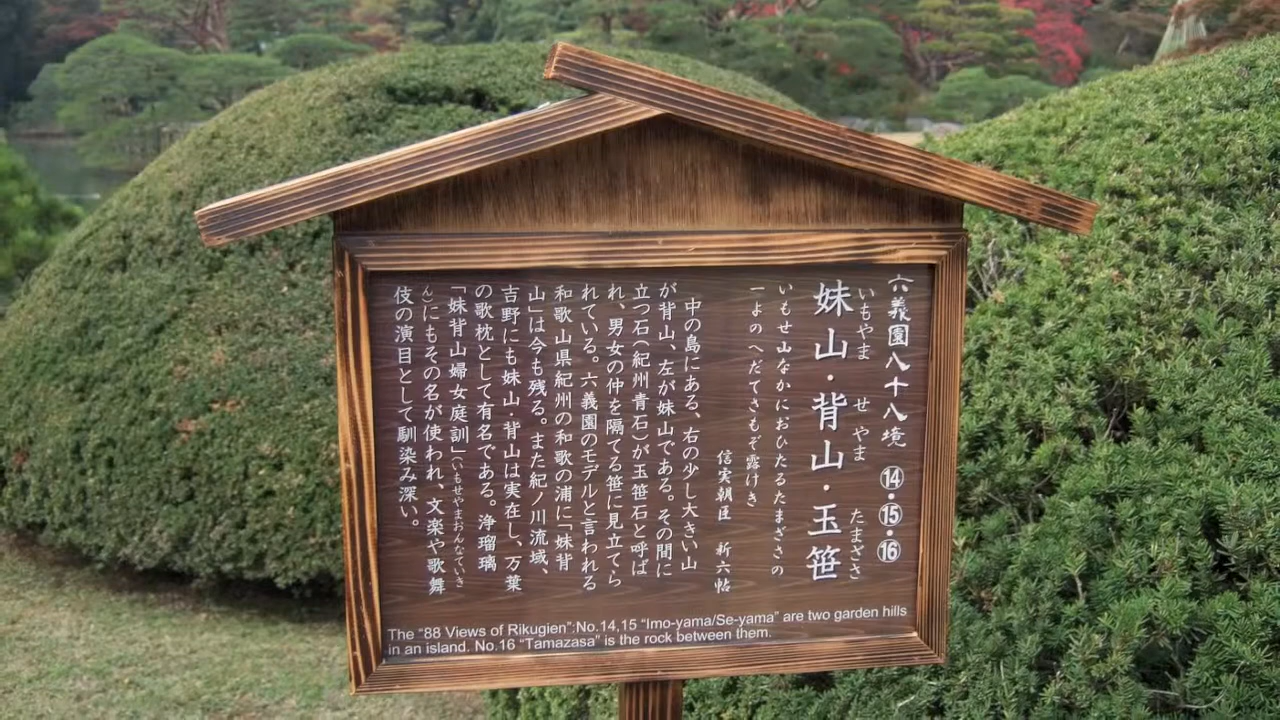 六義園八十八境 ⑭・⑮・⑯
いもやま せやま たまざさ
妹山・背山・玉笹
いもせ山なかにおひたるたまざさの
一よのへだてさもぞ露けき
信実朝臣 新六帖
中の島にある、右の少し大きい山
が背山、左が妹山である。その間に
立つ石(紀州青石)が玉笹石と呼ば
れ、男女の仲を隔てる笹に見立てら
れている。六義園のモデルと言われる
和歌山県紀州の和歌の浦に「妹背
山」は今も残る。また紀ノ川流域、
吉野にも妹山・背山は実在し、万葉
の歌枕として有名である。浄瑠璃
「妹背山婦女庭訓」(いもせやまおんなていき
ん)にもその名が使われ、文楽や歌舞
伎の演目として馴染み深い。
The “88 Views of Rikugien”:No.14,15 “Imo-yama/Se-yama” are two garden hills
in an island. No.16 “Tamazasa” is the rock between them.